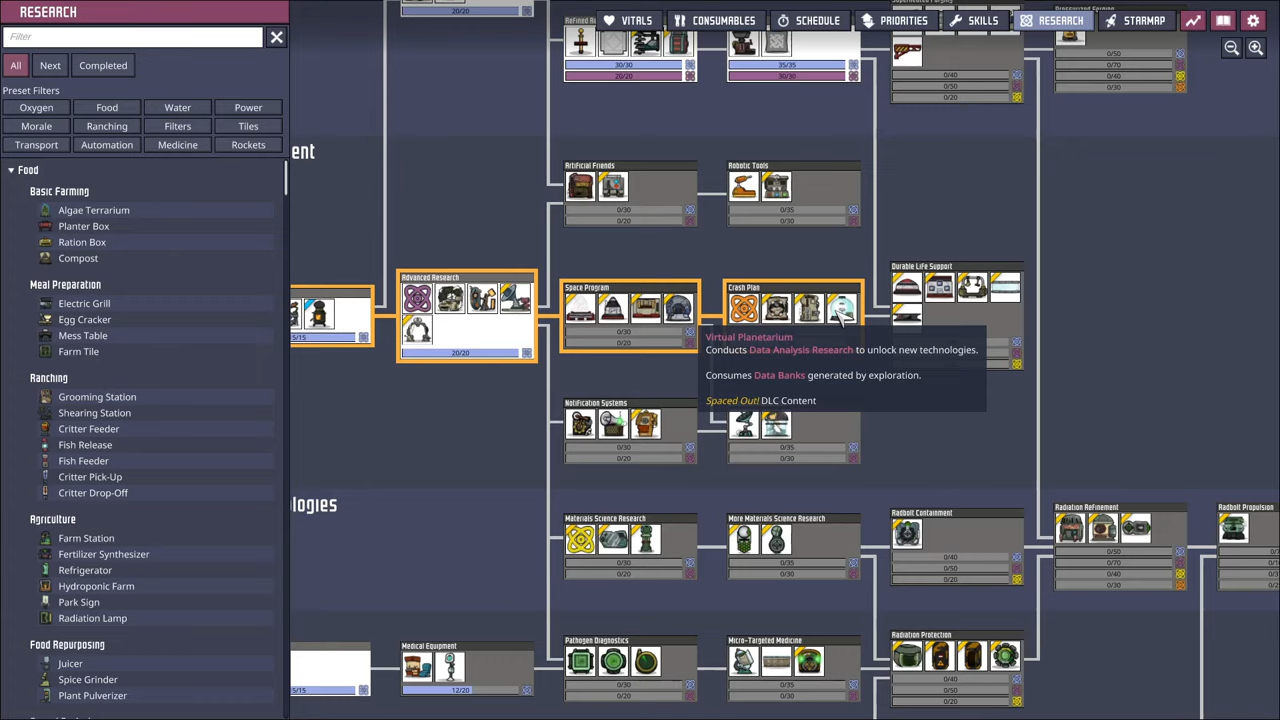 RESEARCH
VITALS
CONSUMABLES
SCHEDULE
PRIORITIES
SKILLS
RESEARCH
STARMAP
Filter
All
Next
Completed
Preset Filters
Oxygen
Food
Water
Power
Morale
Ranching
Filters
Tiles
Transport
Automation
Medicine
Rockets
Food
Basic Farming
Algae Terrarium
Planter Box
Ration Box
Compost
Meal Preparation
Electric Grill
Egg Cracker
Mess Table
Farm Tile
Ranching
Grooming Station
Shearing Station
Critter Feeder
Fish Release
Fish Feeder
Critter Pick-Up
Critter Drop-Off
Agriculture
Farm Station
Fertilizer Synthesizer
Refrigerator
Hydroponic Farm
Park Sign
Radiation Lamp
Food Repurposing
Juicer
Spice Grinder
Plant Pulverizer
20/20
30/30
20/20
35/35
30/30
0/40
0/50
0/20
0/50
0/70
0/40
0/30
ent
Artificial Friends
0/30
0/20
Robotic Tools
0/35
0/30
5/15
Advanced Research
20/20
Space Program
0/30
0/20
Crash Plan
Durable Life Support
Virtual Planetarium
Conducts Data Analysis Research to unlock new technologies.
Consumes Data Banks generated by exploration.
Spaced Out! DLC Content
Notification Systems
0/30
0/20
0/35
0/30
ologies
Materials Science Research
0/30
0/20
More Materials Science Research
0/35
0/30
Radbolt Containment
0/40
0/50
0/20
Radiation Refinement
0/50
0/70
0/40
0/30
Radbolt Propulsion
5/15
Medical Equipment
12/20
Pathogen Diagnostics
0/30
0/20
Micro-Targeted Medicine
0/35
0/30
Radiation Protection
0/40
0/50
0/20